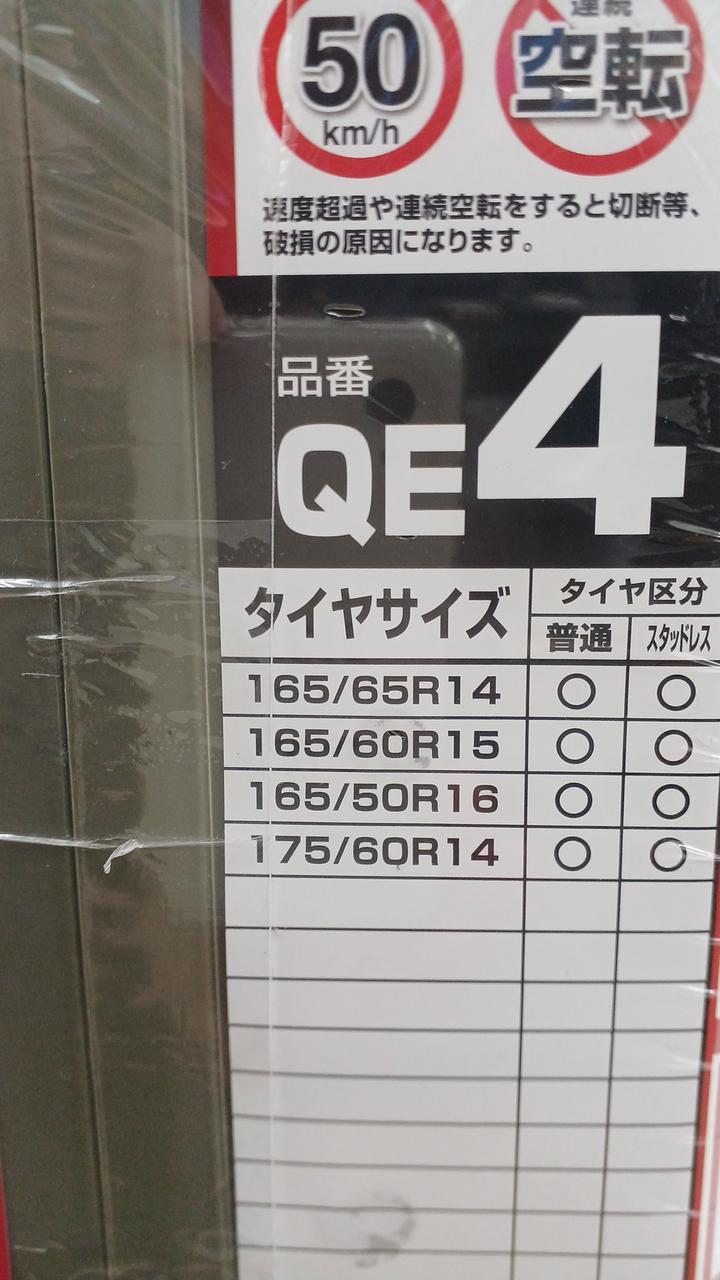 50
km/h
連続
空転
速度超過や連続空転をすると切断等、
破損の原因になります。
品番
QE4
タイヤサイズ
タイヤ区分
普通
スタッドレス
165/65R14 ○ ○
165/60R15 ○ ○
165/50R16 ○ ○
175/60R14 ○ ○